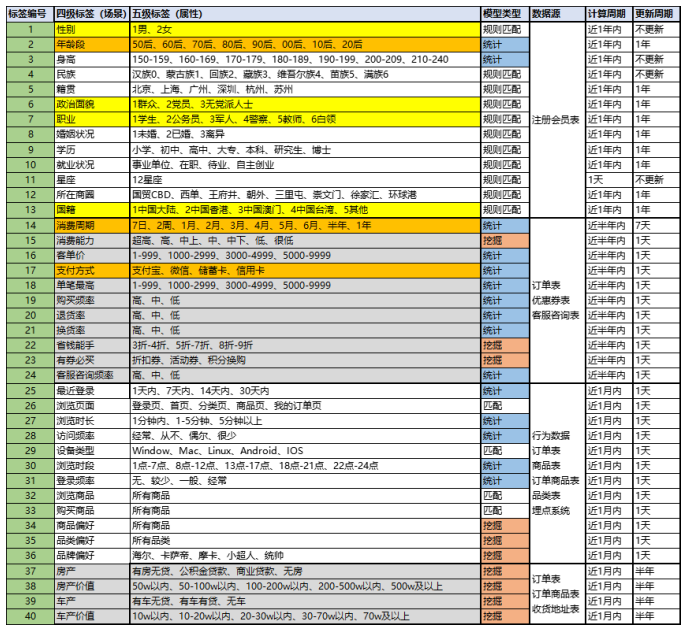 标签编号 四级标签（场景） 五级标签（属性） 模型类型 数据源 计算周期 更新周期
1 性别 1男、2女 规则匹配 近1年内 不更新
2 年龄段 50后、60后、70后、80后、90后、00后、10后、20后 统计 近1年内 1年
3 身高 150-159、160-169、170-179、180-189、190-199、200-209、210-240 统计 近1年内 不更新
4 民族 汉族0、蒙古族1、回族2、藏族3、维吾尔族4、苗族5、满族6 规则匹配 近1年内 不更新
5 籍贯 北京、上海、广州、深圳、杭州、苏州 规则匹配 近1年内 1年
6 政治面貌 1群众、2党员、3无党派人士 规则匹配 近1年内 1年
7 职业 1学生、2公务员、3军人、4警察、5教师、6白领 规则匹配 注册会员表 近1年内 1年
8 婚姻状况 1未婚、2已婚、3离异 规则匹配 近1年内 1年
9 学历 小学、初中、高中、大专、本科、研究生、博士 规则匹配 近1年内 1年
10 就业状况 事业单位、在职、待业、自主创业 规则匹配 近1年内 1年
11 星座 12星座 规则匹配 1天 不更新
12 所在商圈 国贸CBD、西单、王府井、朝外、三里屯、崇文门、徐家汇、环球港 规则匹配 近1年内 1年
13 国籍 1中国大陆、2中国香港、3中国澳门、4中国台湾、5其他 规则匹配 近1年内 1年
14 消费周期 7日、2周、1月、2月、3月、4月、5月、6月、半年、1年 统计 近半年内 7天
15 消费能力 超高、高、中上、中、中下、低、很低 挖掘 近半年内 1天
16 客单价 1-999、1000-2999、3000-4999、5000-9999 统计 近半年内 1天
17 支付方式 支付宝、微信、储蓄卡、信用卡 统计 近半年内 1天
18 单笔最高 1-999、1000-2999、3000-4999、5000-9999 统计 订单表 近半年内 1天
19 购买频率 高、中、低 统计 优惠券表 近半年内 1天
20 退货率 高、中、低 统计 客服咨询表 近半年内 1天
21 换货率 高、中、低 统计 近半年内 1天
22 省钱能手 3折-4折、5折-7折、8折-9折 挖掘 近半年内 1天
23 有券必买 折扣券、活动券、积分换购 挖掘 近半年内 1天
24 客服咨询频率 高、中、低 统计 近半年内 1天
25 最近登录 1天内、7天内、14天内、30天内 统计 近1月内 1天
26 浏览页面 登录页、首页、分类页、商品页、我的订单页 匹配 近1月内 1天
27 浏览时长 1分钟内、1-5分钟、5分钟以上 统计 近1月内 1天
28 访问频率 经常、从不、偶尔、很少 统计 行为数据 近1月内 1天
29 设备类型 Window、Mac、Linux、Android、IOS 匹配 订单表 近1月内 1天
30 浏览时段 1点-7点、8点-12点、13点-17点、18点-21点、22点-24点 统计 商品表 近1月内 1天
31 登录频率 无、较少、一般、经常 统计 订单商品表 近1月内 1天
32 浏览商品 所有商品 匹配 品类表 近1月内 1天
33 购买商品 所有商品 匹配 埋点系统 近1月内 1天
34 商品偏好 所有商品 挖掘 近1月内 1天
35 品类偏好 所有品类 挖掘 近1月内 1天
36 品牌偏好 海尔、卡萨帝、摩卡、小超人、统帅 挖掘 近1月内 1天
37 房产 有房无贷、公积金贷款、商业贷款、无房 挖掘 近1月内 半年
38 房产价值 50w以内、50-100w以内、100-200w以内、200-500w以内、500w及以上 挖掘 订单表 近1月内 半年
39 车产 有车无贷、有车有贷、无车 挖掘 订单商品表 近1月内 半年
40 车产价值 10w以内、10-20w以内、20-30w以内、30-70w以内、70w及以上 挖掘 收货地址表 近1月内 半年